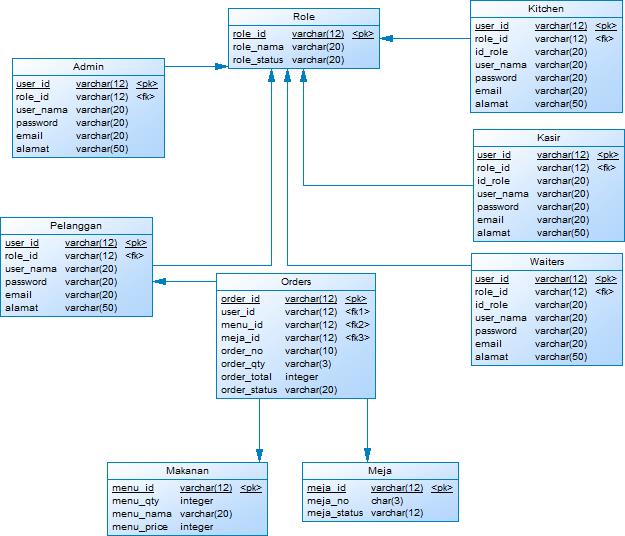 Role
role_id varchar(12) <pk>
role_nama varchar(20)
role_status varchar(20)
Kitchen
user_id varchar(12) <pk>
role_id varchar(12) <fk>
id_role varchar(20)
user_nama varchar(20)
password varchar(20)
email varchar(20)
alamat varchar(50)
Admin
user_id varchar(12) <pk>
role_id varchar(12) <fk>
user_nama varchar(20)
password varchar(20)
email varchar(20)
alamat varchar(50)
Kasir
user_id varchar(12) <pk>
role_id varchar(12) <fk>
id_role varchar(20)
user_nama varchar(20)
password varchar(20)
email varchar(20)
alamat varchar(50)
Pelanggan
user_id varchar(12) <pk>
role_id varchar(12) <fk>
user_nama varchar(20)
password varchar(20)
email varchar(20)
alamat varchar(50)
Waiters
user_id varchar(12) <pk>
role_id varchar(12) <fk>
id_role varchar(20)
user_nama varchar(20)
password varchar(20)
email varchar(20)
alamat varchar(50)
Orders
order_id varchar(12) <pk>
user_id varchar(12) <fk1>
menu_id varchar(12) <fk2>
meja_id varchar(12) <fk3>
order_no varchar(10)
order_qty varchar(3)
order_total integer
order_status varchar(20)
Makanan
menu_id varchar(12) <pk>
menu_qty integer
menu_nama varchar(20)
menu_price integer
Meja
meja_id varchar(12) <pk>
meja_no char(3)
meja_status varchar(12)